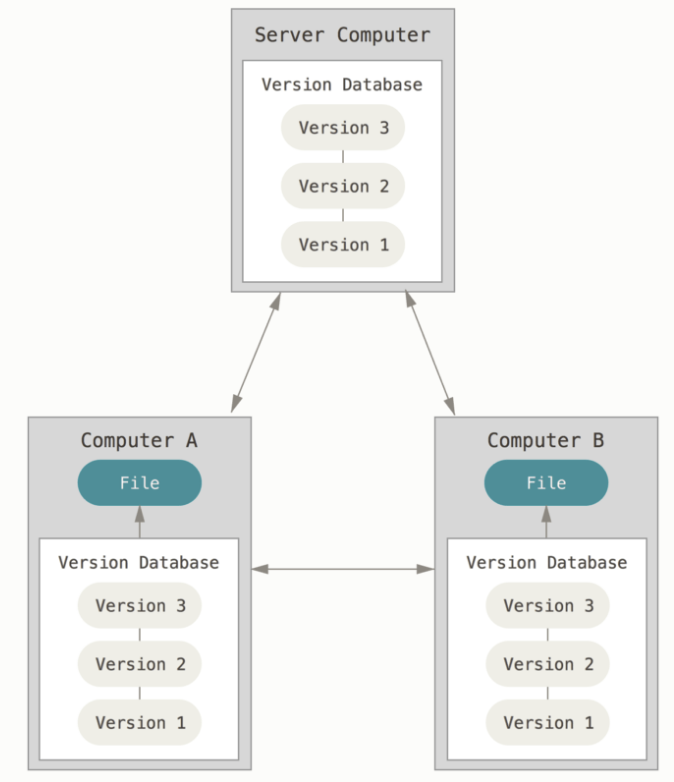 Server Computer
Version Database
Version 3
Version 2
Version 1
Computer A
File
Version Database
Version 3
Version 2
Version 1
Computer B
File
Version Database
Version 3
Version 2
Version 1